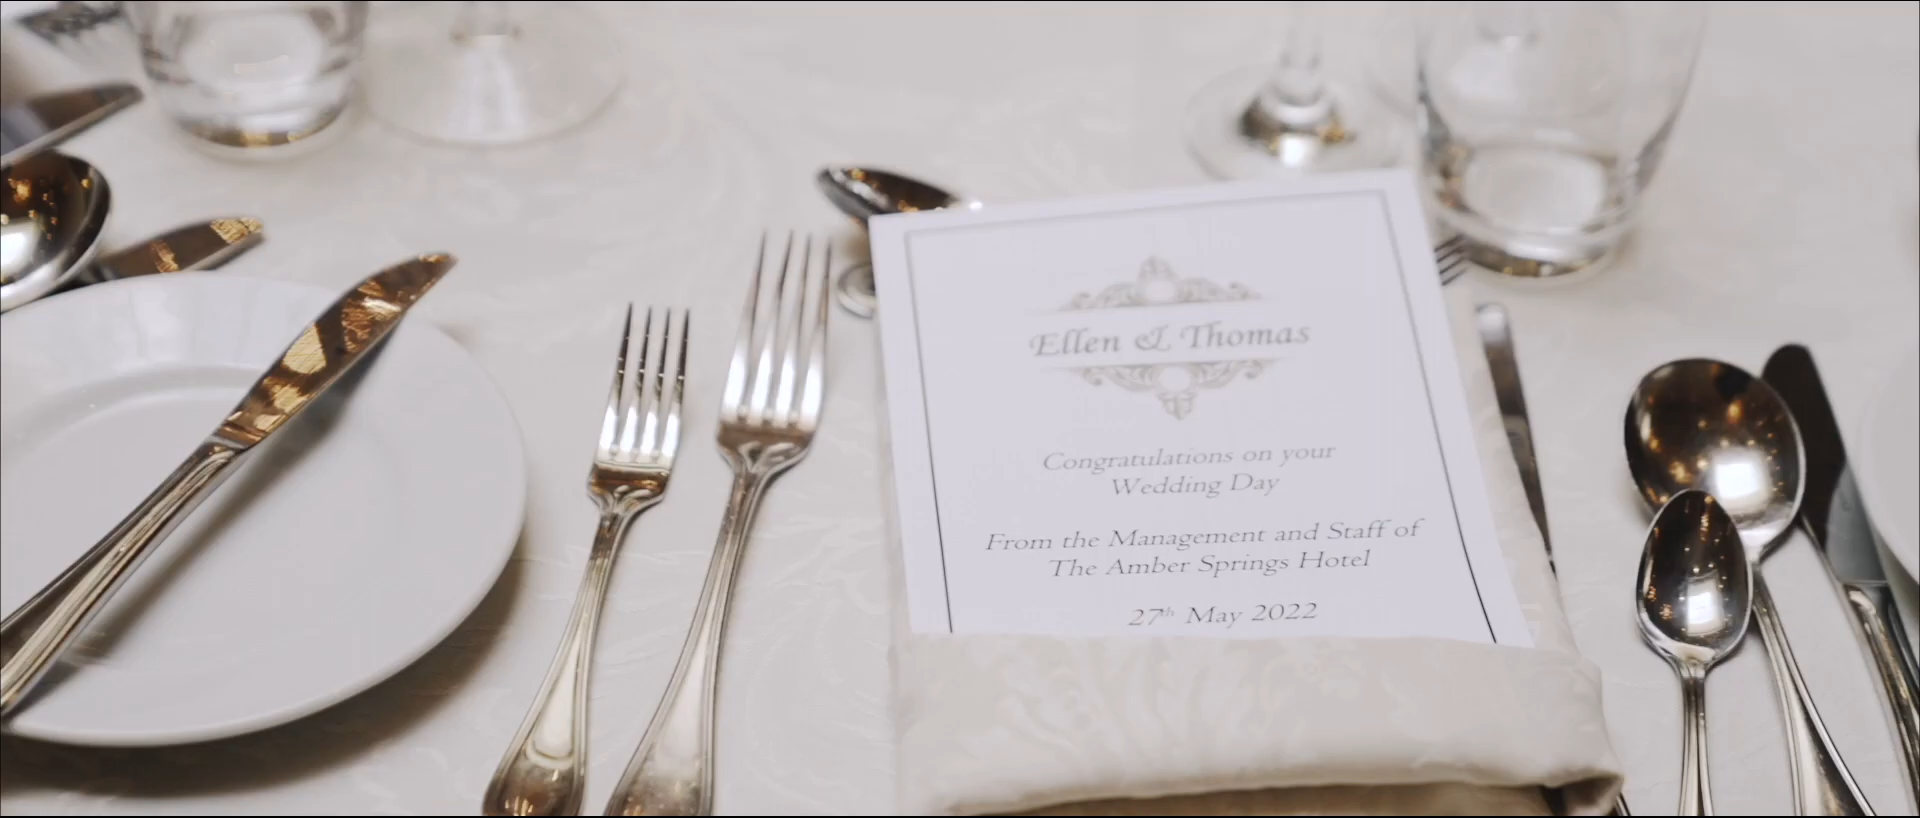 Ellen & Thomas
Congratulations on your
Wedding Day
From the Management and Staff of
The Amber Springs Hotel
27th May 2022